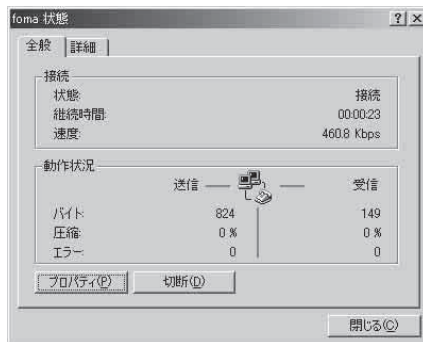 foma 状態
全般 詳細
接続
状態: 接続
継続時間: 00:00:23
速度: 460.8 Kbps
動作状況
送信 受信
バイト: 824 149
圧縮: 0 % 0 %
エラー: 0 0
プロパティ(P) 切断(D)
閉じる(C)